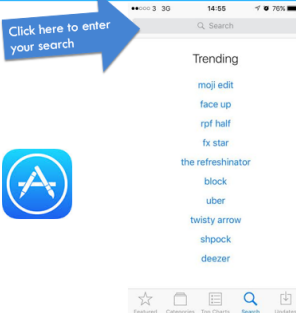 Click here to enter
your search
3 3G 14:55 76%
Search
Trending
moji edit
face up
rpf half
fx star
the refreshinator
block
uber
twisty arrow
shpock
deezer
Featured Categories Top Charts Search Updates